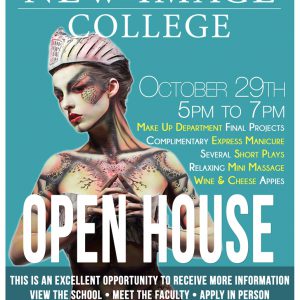 NEW IMAGE
COLLEGE
OCTOBER 29TH
5PM TO 7PM
MAKE UP DEPARTMENT FINAL PROJECTS
COMPLIMENTARY EXPRESS MANICURE
SEVERAL SHORT PLAYS
RELAXING MINI MASSAGE
WINE & CHEESE APPIES
OPEN HOUSE
THIS IS AN EXCELLENT OPPORTUNITY TO RECEIVE MORE INFORMATION
VIEW THE SCHOOL • MEET THE FACULTY • APPLY IN PERSON